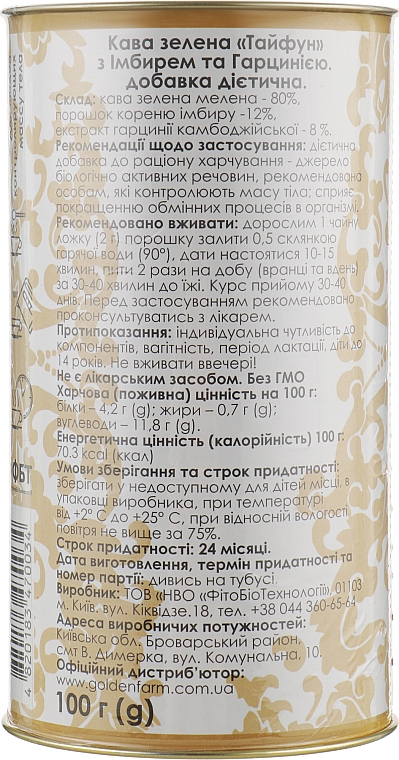 Кава зелена «Тайфун»
з Імбирем та Гарцинією.
добавка дієтична.
Склад: кава зелена мелена - 80%,
порошок кореню імбиру -12%,
екстракт гарцинії камбоджійської - 8 %.
Рекомендації щодо застосування: дієтична
добавка до раціону харчування - джерело
біологічно активних речовин, рекомендована
особам, які контролюють масу тіла; сприяє
покращенню обмінних процесів в організмі.
Рекомендовано вживати: дорослим 1 чайну
ложку (2 г) порошку залити 0,5 склянкою
гарячої води (90°), дати настоятися 10-15
хвилин, пити 2 рази на добу (вранці та вдень)
за 30-40 хвилин до їжі. Курс прийому 30-40
днів. Перед застосуванням рекомендовано
проконсультуватись з лікарем.
Протипоказання: індивідуальна чутливість до
компонентів, вагітність, період лактації, діти до
14 років. Не вживати ввечері!
Не є лікарським засобом. Без ГМО
Харчова (поживна) цінність на 100 г:
білки - 4,2 г (g); жири – 0,7 г (g);
вуглеводи – 11,8 г (g).
Енергетична цінність (калорійність) 100 г:
70.3 kcal (ккал)
Умови зберігання та строк придатності:
зберігати у недоступному для дітей місці, в
упаковці виробника, при температурі
від +2° С до +25° С, при відносній вологості
повітря не вище за 75%.
Строк придатності: 24 місяці.
Дата виготовлення, термін придатності та
номер партії: дивись на тубусі.
Виробник: ТОВ «НВО «ФітоБіоТехнології», 01103
м. Київ, вул. Кіквідзе.18, тел. +38 044 360-65-64
Адреса виробничих потужностей:
Київська обл. Броварський район,
смт В. Димерка, вул. Комунальна, 10.
Офіційний дистриб'ютор:
www.goldenfarm.com.ua
100 г (g)
массу тела
ФБТ
4 820183 470034